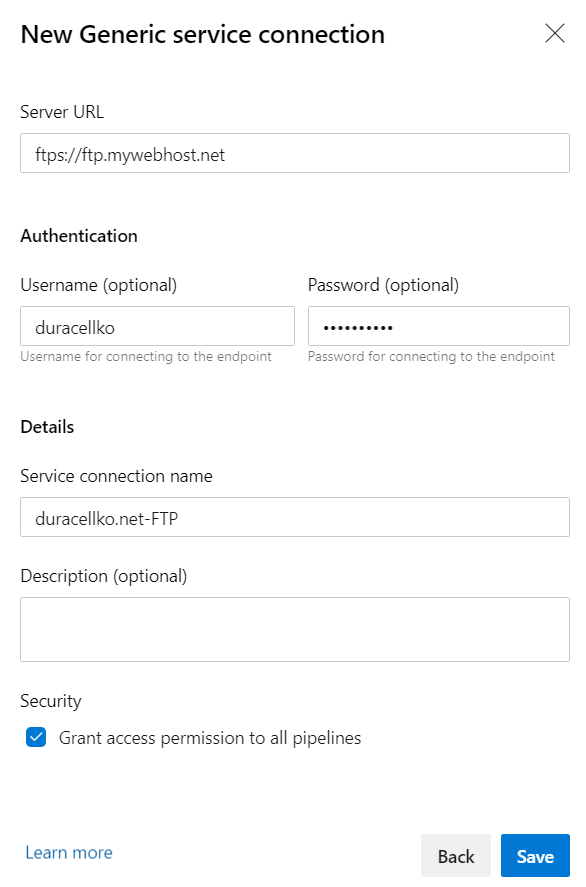 New Generic service connection
Server URL
ftps://ftp.mywebhost.net
Authentication
Username (optional) Password (optional)
duracellko ••••••••••
Username for connecting to the endpoint Password for connecting to the endpoint
Details
Service connection name
duracellko.net-FTP
Description (optional)
Security
Grant access permission to all pipelines
Learn more Back Save